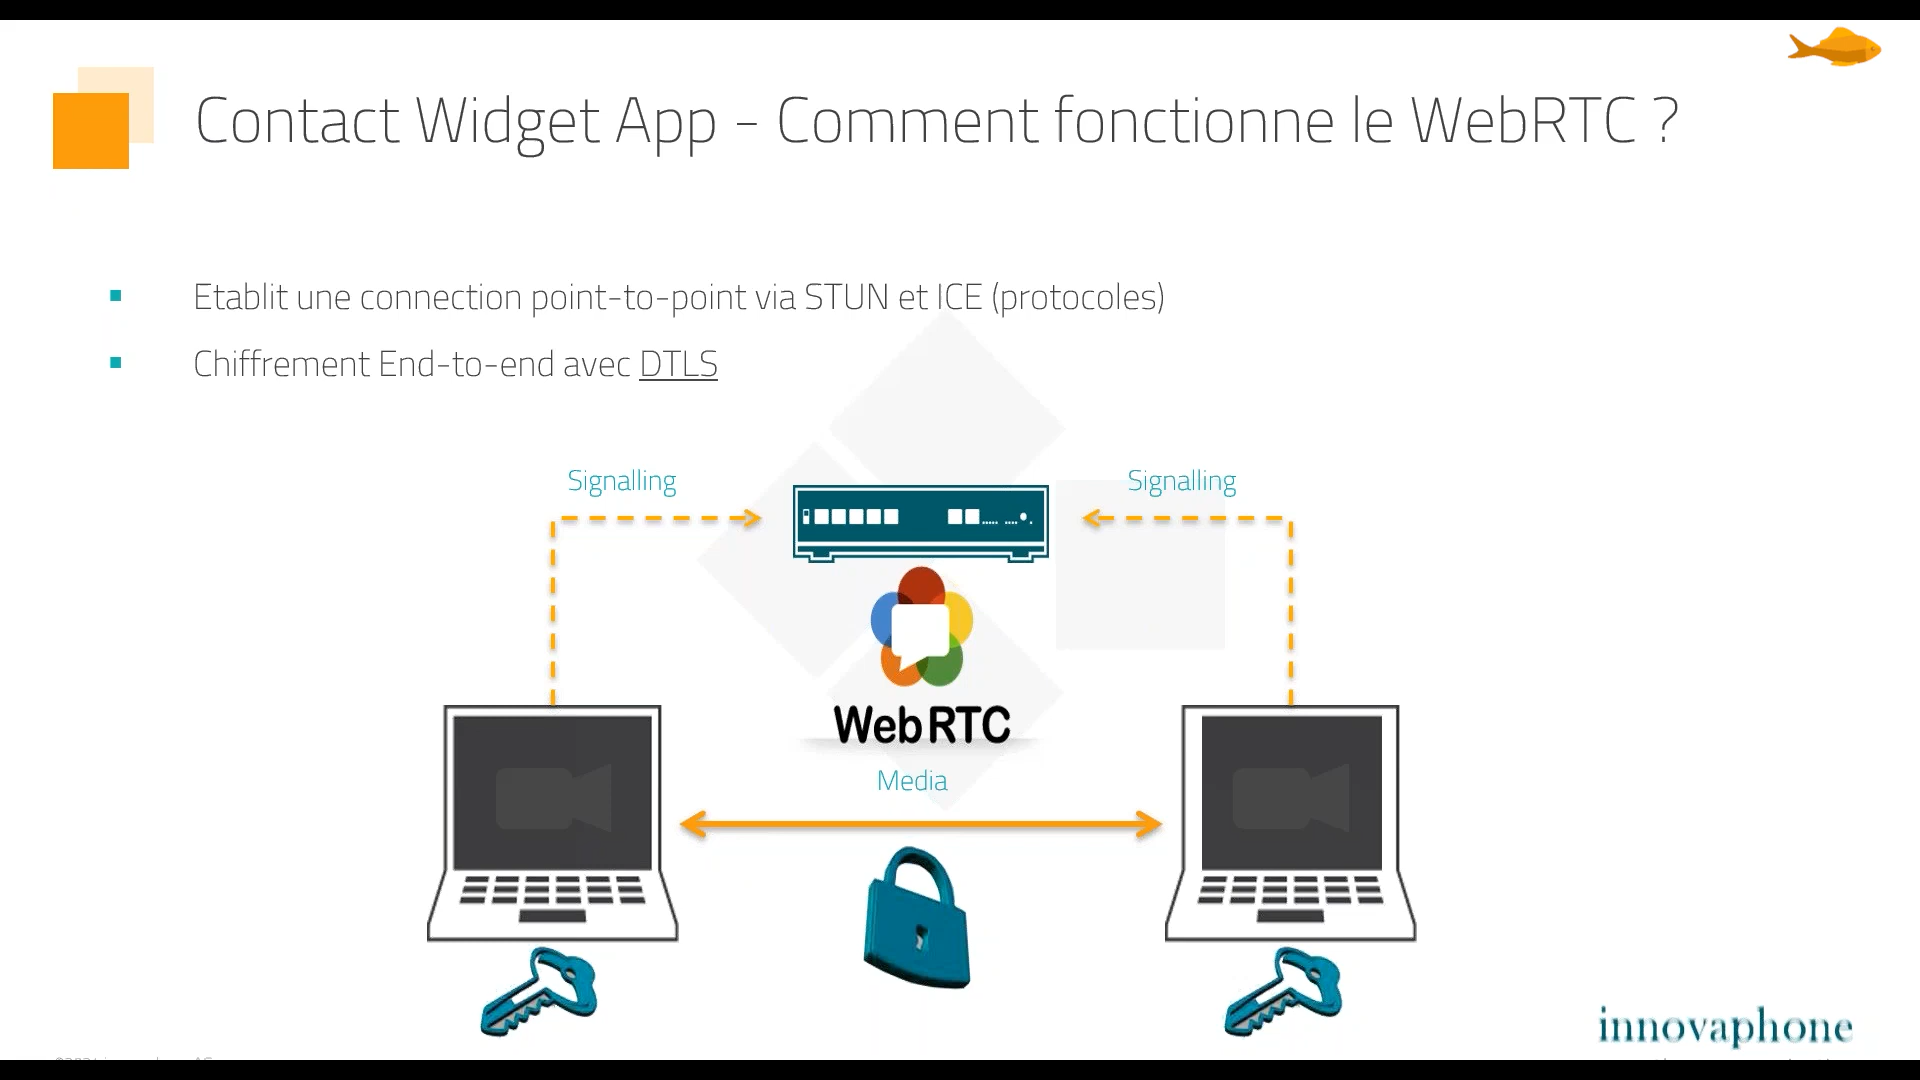 Contact Widget App - Comment fonctionne le WebRTC ?
Etablit une connection point-to-point via STUN et ICE (protocoles)
Chiffrement End-to-end avec DTLS
Signalling
Signalling
WebRTC
Media
innovaphone